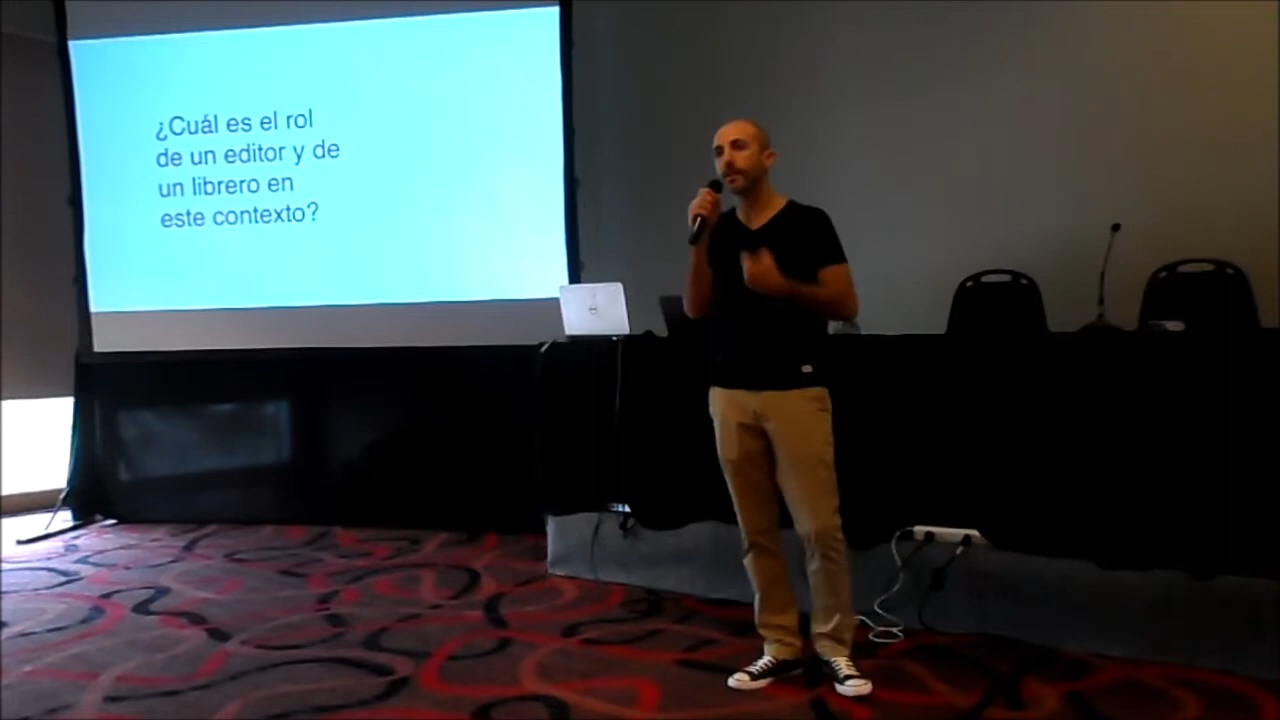 ¿Cuál es el rol
de un editor y de
un librero en
este contexto?